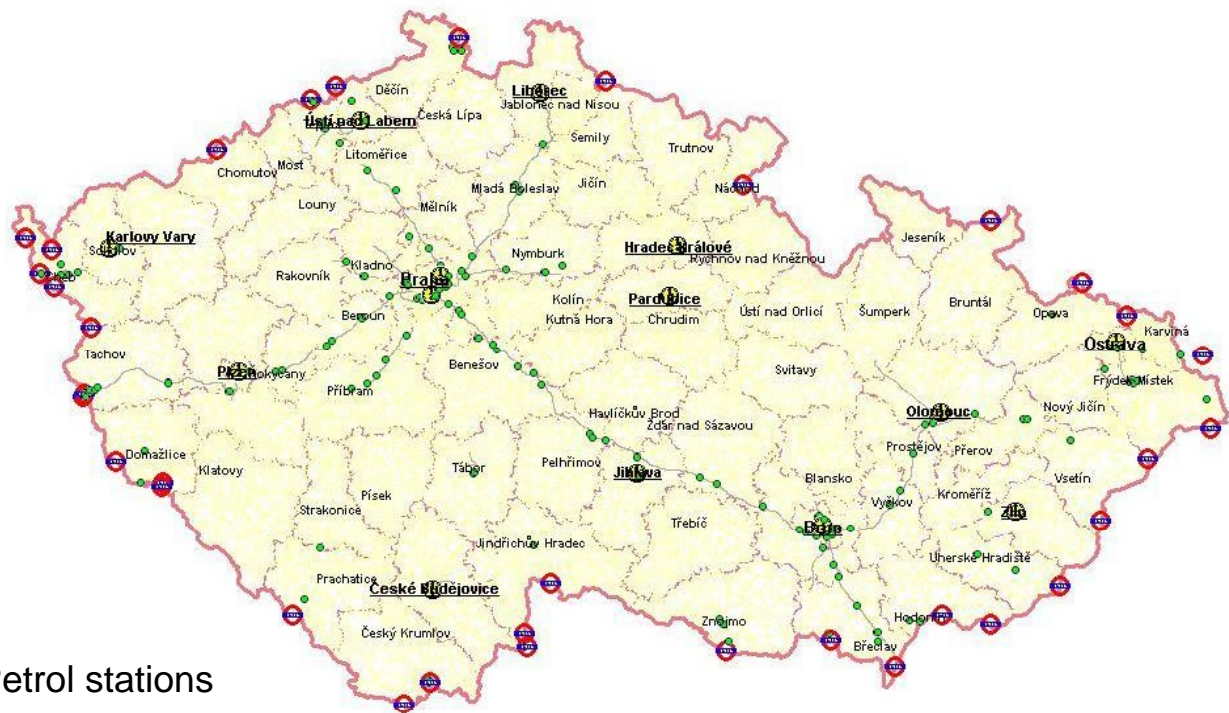 Děčín
Liberec
Jablonec nad Nisou
Česká Lípa
Ústí nad Labem
Semily
Trutnov
Litoměřice
Most
Chomutov
Jičín
Mladá Boleslav
Náchod
Louny
Mělník
Karlovy Vary
Sokolov
Jeseník
Hradec Králové
Rychnov nad Kněžnou
Nymburk
Kladno
Rakovník
Cheb
Praha
Kolín
Pardubice
Bruntál
Ústí nad Orlicí
Šumperk
Opava
Beroun
Kutná Hora
Chrudim
Karviná
Ostrava
Tachov
Benešov
Plzeň
Rokycany
Svitavy
Frýdek Místek
Příbram
Havlíčkův Brod
Olomouc
Nový Jičín
Žďár nad Sázavou
Prostějov
Přerov
Domažlice
Klatovy
Tábor
Pelhřimov
Jihlava
Blansko
Vsetín
Písek
Vyškov
Kroměříž
Strakonice
Zlín
Třebíč
Brno
Jindřichův Hradec
Uherské Hradiště
Prachatice
České Budějovice
Znojmo
Hodonín
Český Krumlov
Břeclav
etrol stations